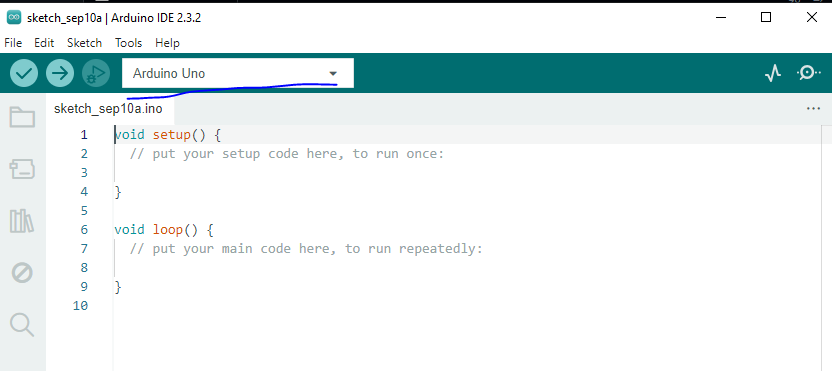 sketch_sep10a | Arduino IDE 2.3.2
File Edit Sketch Tools Help
Arduino Uno
sketch_sep10a.ino
1 void setup() {
2 // put your setup code here, to run once:
3
4 }
5
6 void loop() {
7 // put your main code here, to run repeatedly:
8
9 }
10